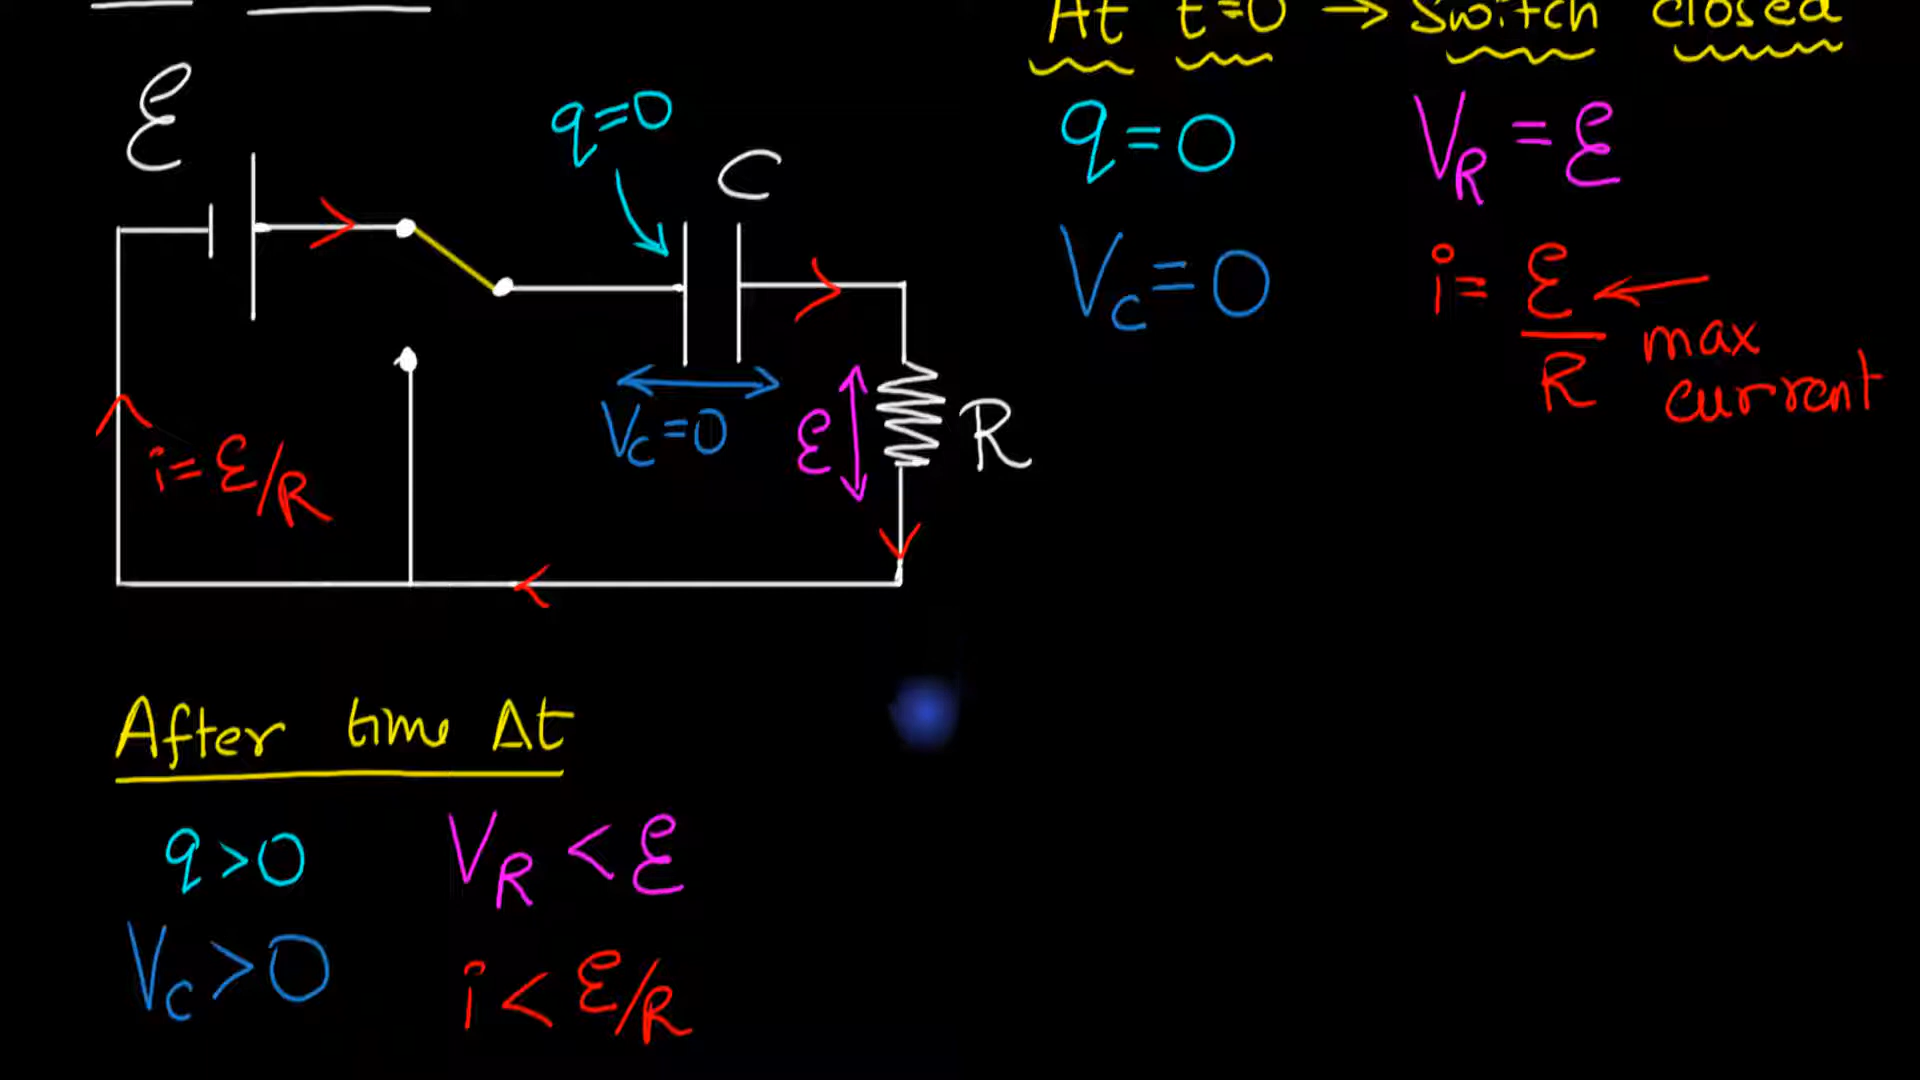 At t=0 → Switch closed
ℰ
q=0
C
q=0
V_R = ℰ
V_C = 0
i = ℰ/R ← max current
V_C=0
ℰ
R
i=ℰ/R
After time Δt
q>0
V_R < ℰ
V_C>0
i < ℰ/R